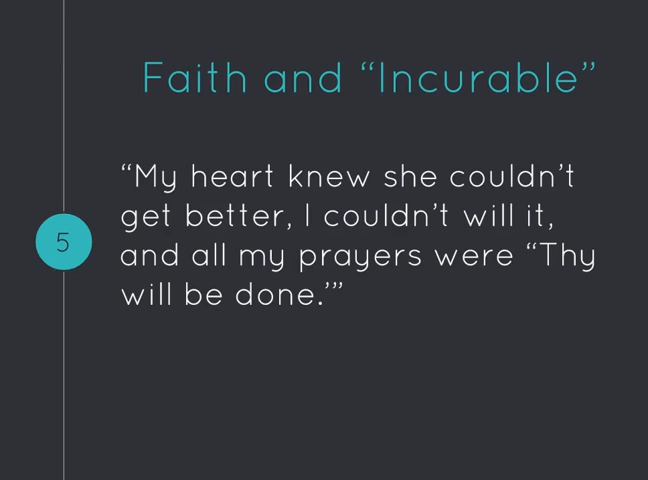 Faith and “Incurable”
“My heart knew she couldn’t
get better, I couldn’t will it,
and all my prayers were “Thy
will be done.’”
5